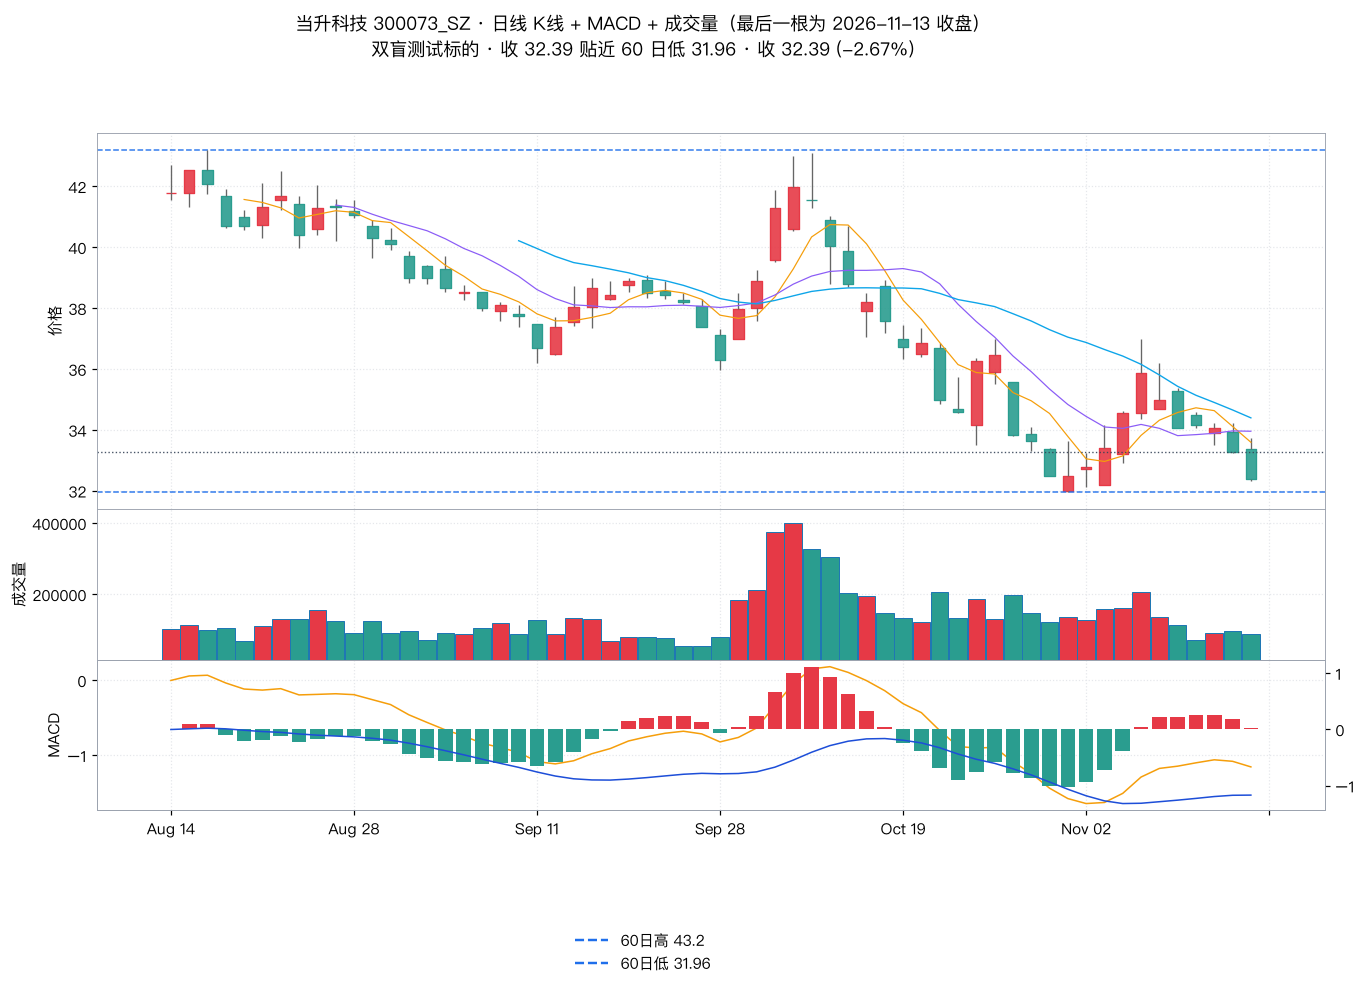 当升科技 300073_SZ · 日线 K线 + MACD + 成交量（最后一根为 2026−11−13 收盘）
双盲测试标的 · 收 32.39 贴近 60 日低 31.96 · 收 32.39 (−2.67%)
价格
42
40
38
36
34
32
成交量
400000
200000
MACD
0
−1
1
0
−1
Aug 14
Aug 28
Sep 11
Sep 28
Oct 19
Nov 02
60日高 43.2
60日低 31.96